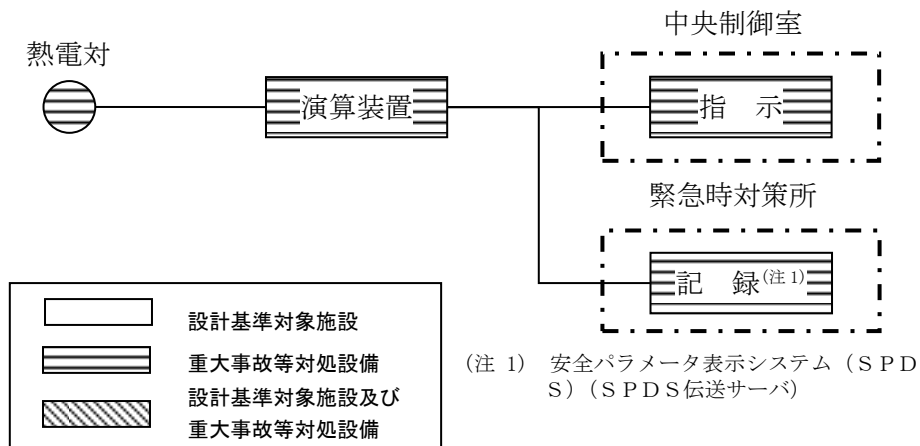 中央制御室
熱電対
演算装置
指　示
緊急時対策所
記　録(注1)
設計基準対象施設
重大事故等対処設備
設計基準対象施設及び
重大事故等対処設備
(注 1)　安全パラメータ表示システム（ＳＰＤ
Ｓ）（ＳＰＤＳ伝送サーバ）